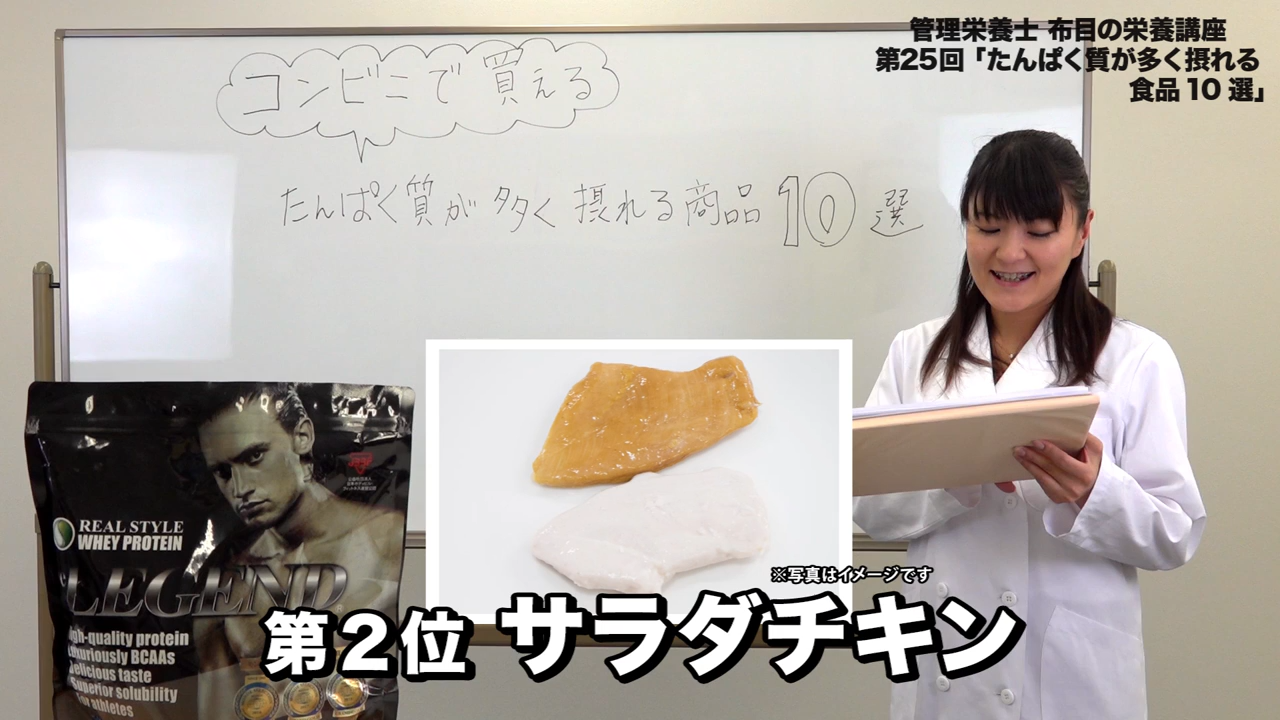 管理栄養士 布目の栄養講座
第25回 「たんぱく質が多く摂れる
食品10選」
コンビニで買える
たんぱく質が多く摂れる商品10選
REAL STYLE
WHEY PROTEIN
LEGEND
High-quality protein
Luxuriously BCAAs
Delicious taste
Superior solubility
For athletes
※写真はイメージです
第2位 サラダチキン